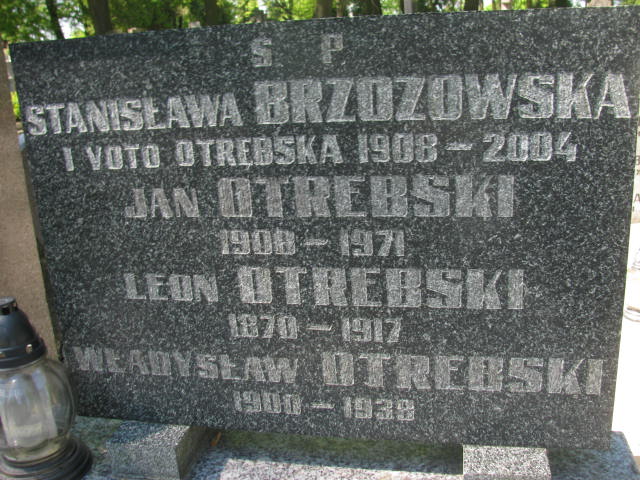 Ś P
STANISŁAWA BRZOZOWSKA
I VOTO OTRĘBSKA 1908 – 2004
JAN OTRĘBSKI
1908 – 1971
LEON OTRĘBSKI
1870 – 1917
WŁADYSŁAW OTRĘBSKI
1900 – 1939